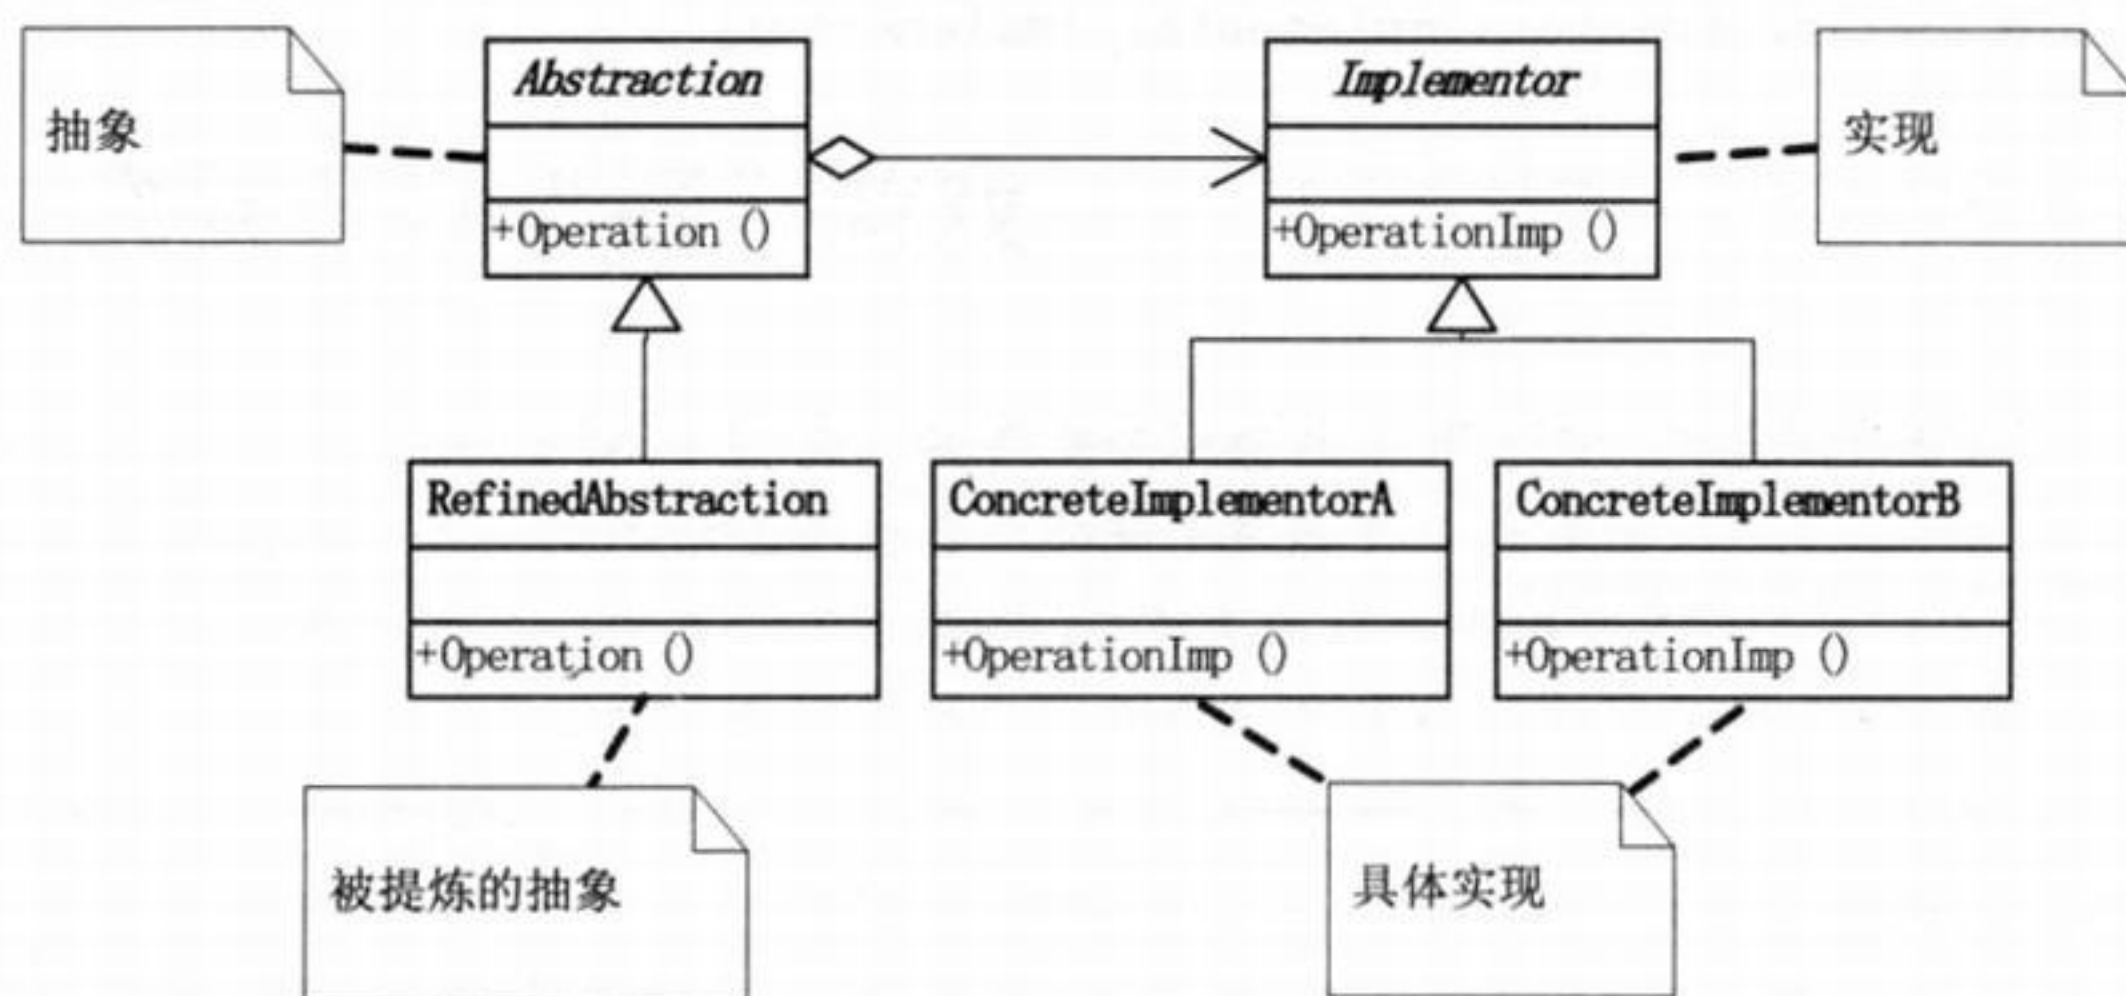 抽象
Abstraction
+Operation ()
Implementor
+OperationImp ()
实现
RefinedAbstraction
+Operation ()
ConcreteImplementorA
+OperationImp ()
ConcreteImplementorB
+OperationImp ()
被提炼的抽象
具体实现